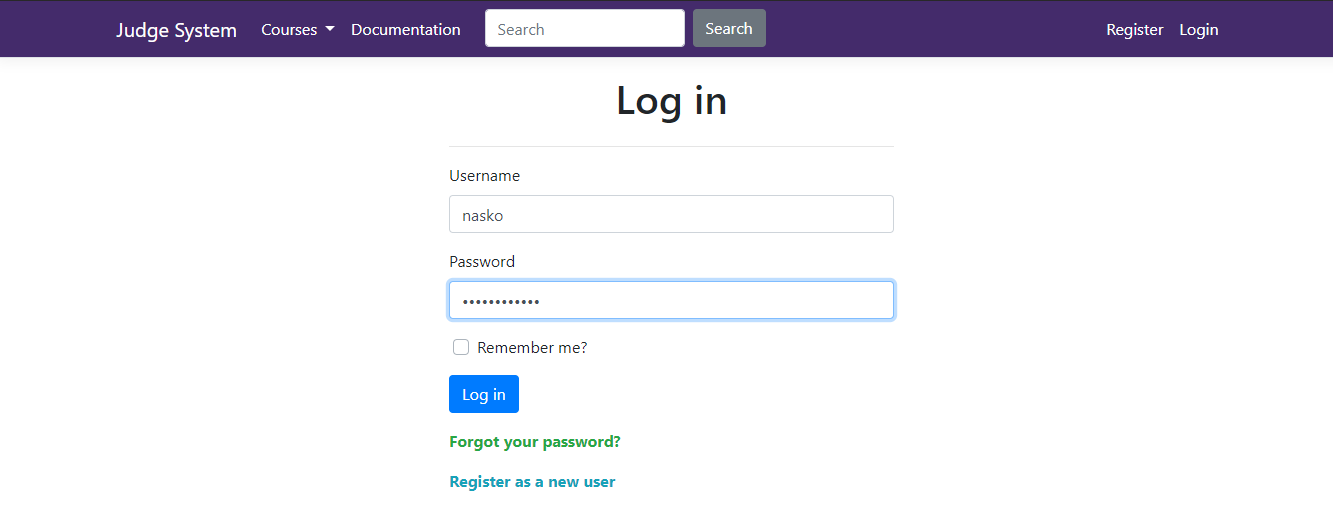 Judge System Courses Documentation Search Search Register Login
Log in
Username
nasko
Password
••••••••••••
Remember me?
Log in
Forgot your password?
Register as a new user